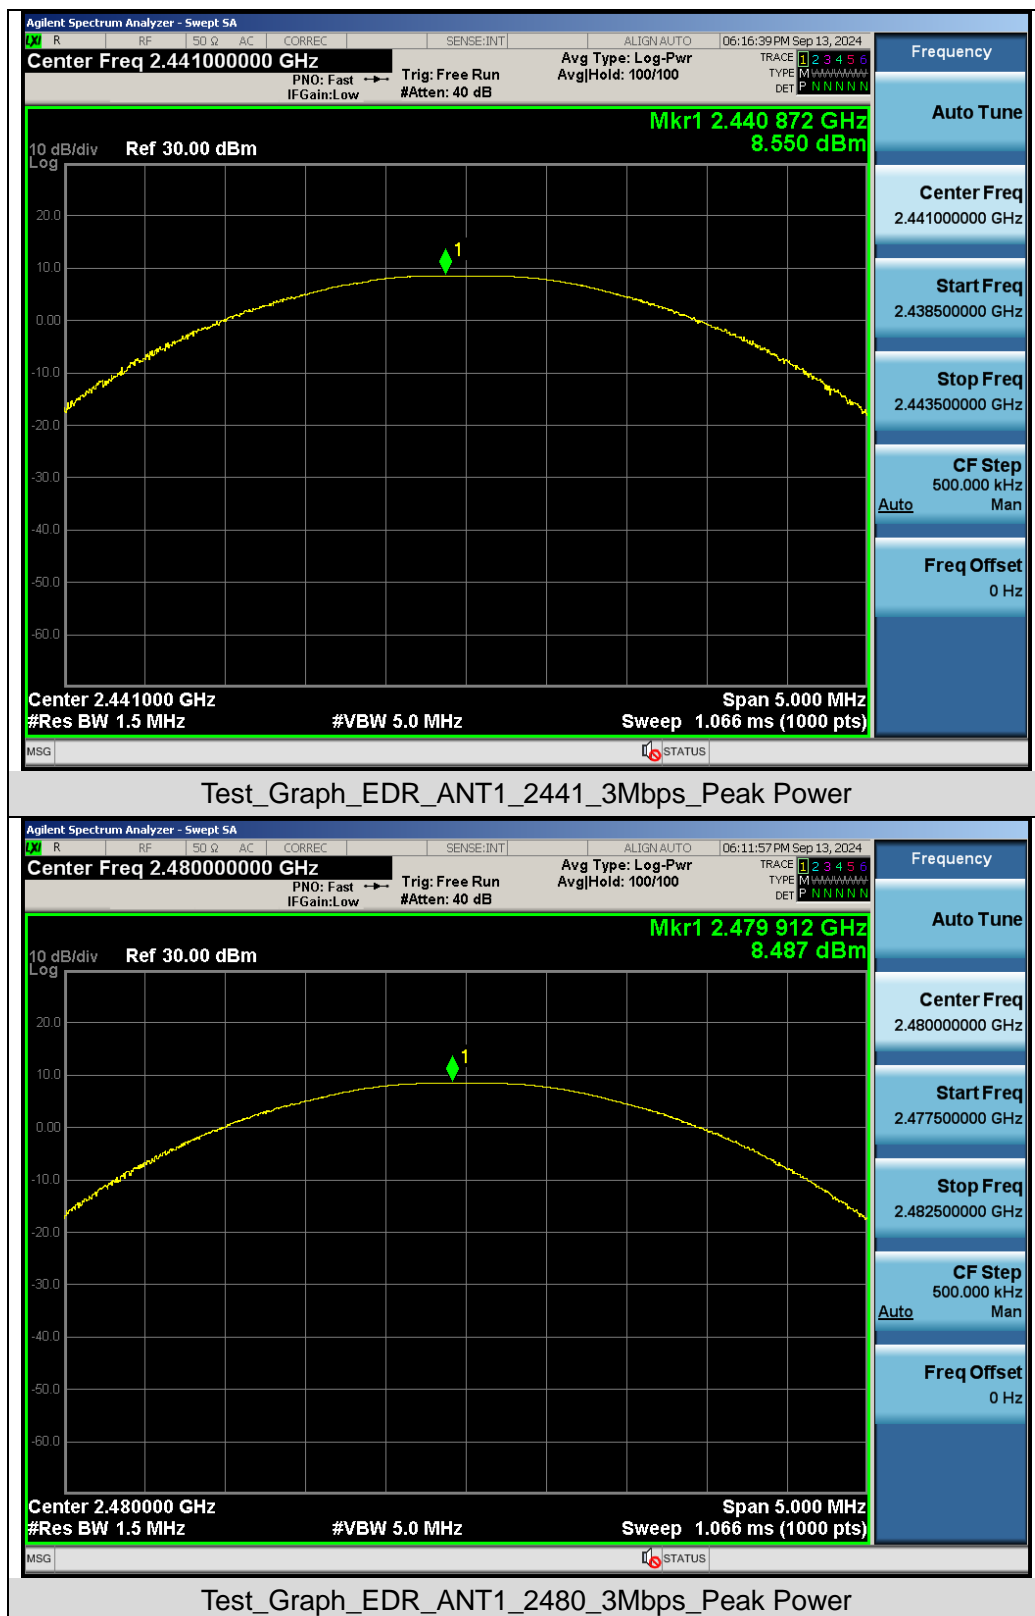 Agilent Spectrum Analyzer - Swept SA
LXI R RF 50 Ω AC CORREC SENSE:INT ALIGN AUTO 06:16:39 PM Sep 13, 2024
Center Freq 2.441000000 GHz
PNO: Fast
IFGain:Low
Trig: Free Run
#Atten: 40 dB
Avg Type: Log-Pwr
Avg|Hold: 100/100
TRACE 1 2 3 4 5 6
TYPE M
DET P N N N N N
Mkr1 2.440 872 GHz
8.550 dBm
10 dB/div Ref 30.00 dBm
Log
20.0
10.0
1
0.00
-10.0
-20.0
-30.0
-40.0
-50.0
-60.0
Center 2.441000 GHz Span 5.000 MHz
#Res BW 1.5 MHz #VBW 5.0 MHz Sweep 1.066 ms (1000 pts)
MSG STATUS
Frequency
Auto Tune
Center Freq
2.441000000 GHz
Start Freq
2.438500000 GHz
Stop Freq
2.443500000 GHz
CF Step
500.000 kHz
Auto Man
Freq Offset
0 Hz
Test_Graph_EDR_ANT1_2441_3Mbps_Peak Power
Agilent Spectrum Analyzer - Swept SA
LXI R RF 50 Ω AC CORREC SENSE:INT ALIGN AUTO 06:11:57 PM Sep 13, 2024
Center Freq 2.480000000 GHz
PNO: Fast
IFGain:Low
Trig: Free Run
#Atten: 40 dB
Avg Type: Log-Pwr
Avg|Hold: 100/100
TRACE 1 2 3 4 5 6
TYPE M
DET P N N N N N
Mkr1 2.479 912 GHz
8.487 dBm
10 dB/div Ref 30.00 dBm
Log
20.0
10.0
1
0.00
-10.0
-20.0
-30.0
-40.0
-50.0
-60.0
Center 2.480000 GHz Span 5.000 MHz
#Res BW 1.5 MHz #VBW 5.0 MHz Sweep 1.066 ms (1000 pts)
MSG STATUS
Frequency
Auto Tune
Center Freq
2.480000000 GHz
Start Freq
2.477500000 GHz
Stop Freq
2.482500000 GHz
CF Step
500.000 kHz
Auto Man
Freq Offset
0 Hz
Test_Graph_EDR_ANT1_2480_3Mbps_Peak Power